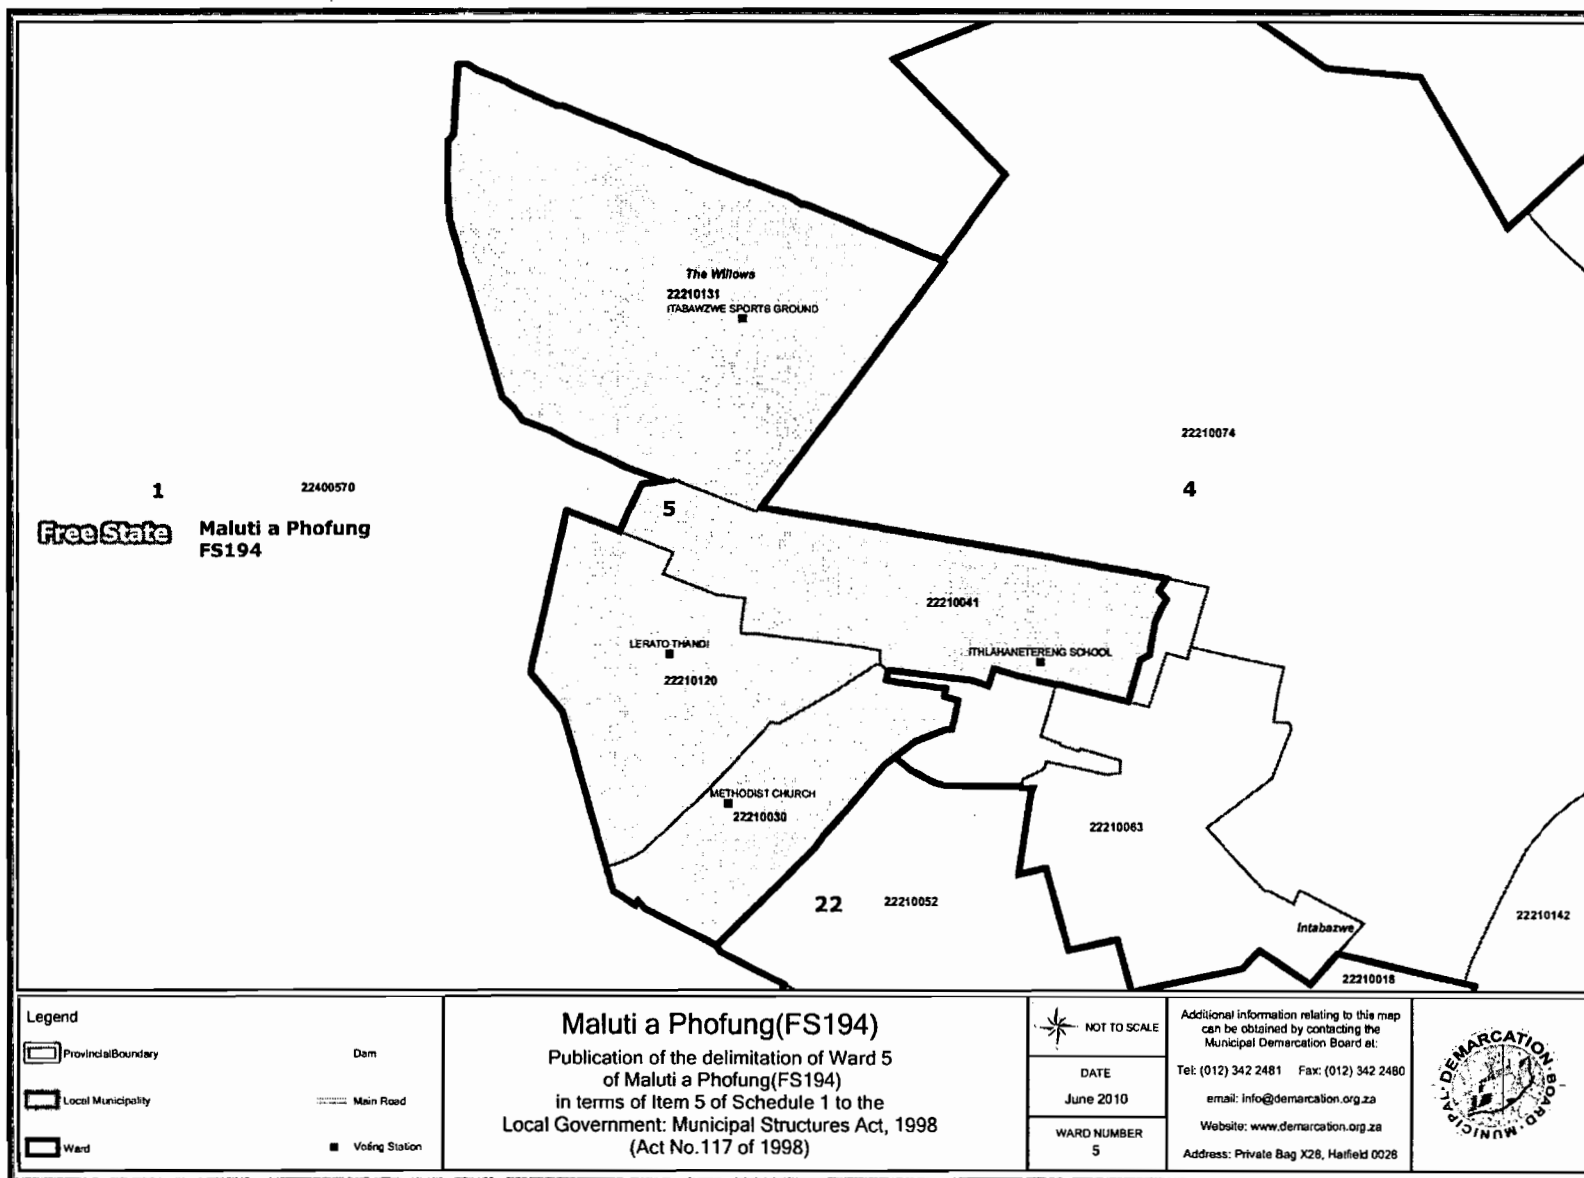 The Willows
22210131
ITABAWZWE SPORTS GROUND
22210074
1
22400570
4
5
Free State
Maluti a Phofung
FS194
22210041
LERATO THANDI
ITHLAHANETERENG SCHOOL
22210120
METHODIST CHURCH
22210030
22210063
22
22210052
22210142
Intabazwe
22210018
Legend
ProvincialBoundary
Dam
Local Municipality
Main Road
Ward
Voting Station
Maluti a Phofung(FS194)
Publication of the delimitation of Ward 5
of Maluti a Phofung(FS194)
in terms of Item 5 of Schedule 1 to the
Local Government: Municipal Structures Act, 1998
(Act No.117 of 1998)
NOT TO SCALE
DATE
June 2010
WARD NUMBER
5
Additional information relating to this map
can be obtained by contacting the
Municipal Demarcation Board at:
Tel: (012) 342 2481 Fax: (012) 342 2480
email: info@demarcation.org.za
Website: www.demarcation.org.za
Address: Private Bag X28, Hatfield 0028
MUNICIPAL DEMARCATION BOARD